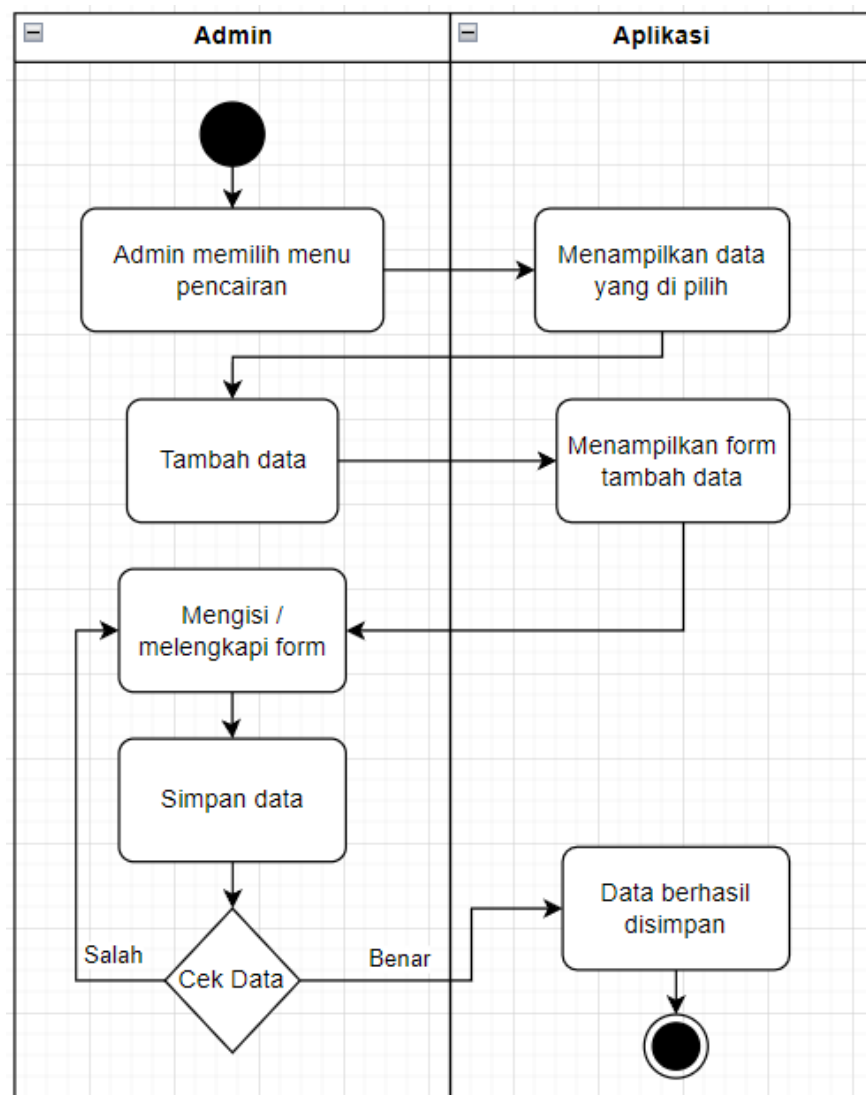 Admin
Aplikasi
Admin memilih menu
pencairan
Menampilkan data
yang di pilih
Tambah data
Menampilkan form
tambah data
Mengisi /
melengkapi form
Simpan data
Data berhasil
disimpan
Salah
Cek Data
Benar